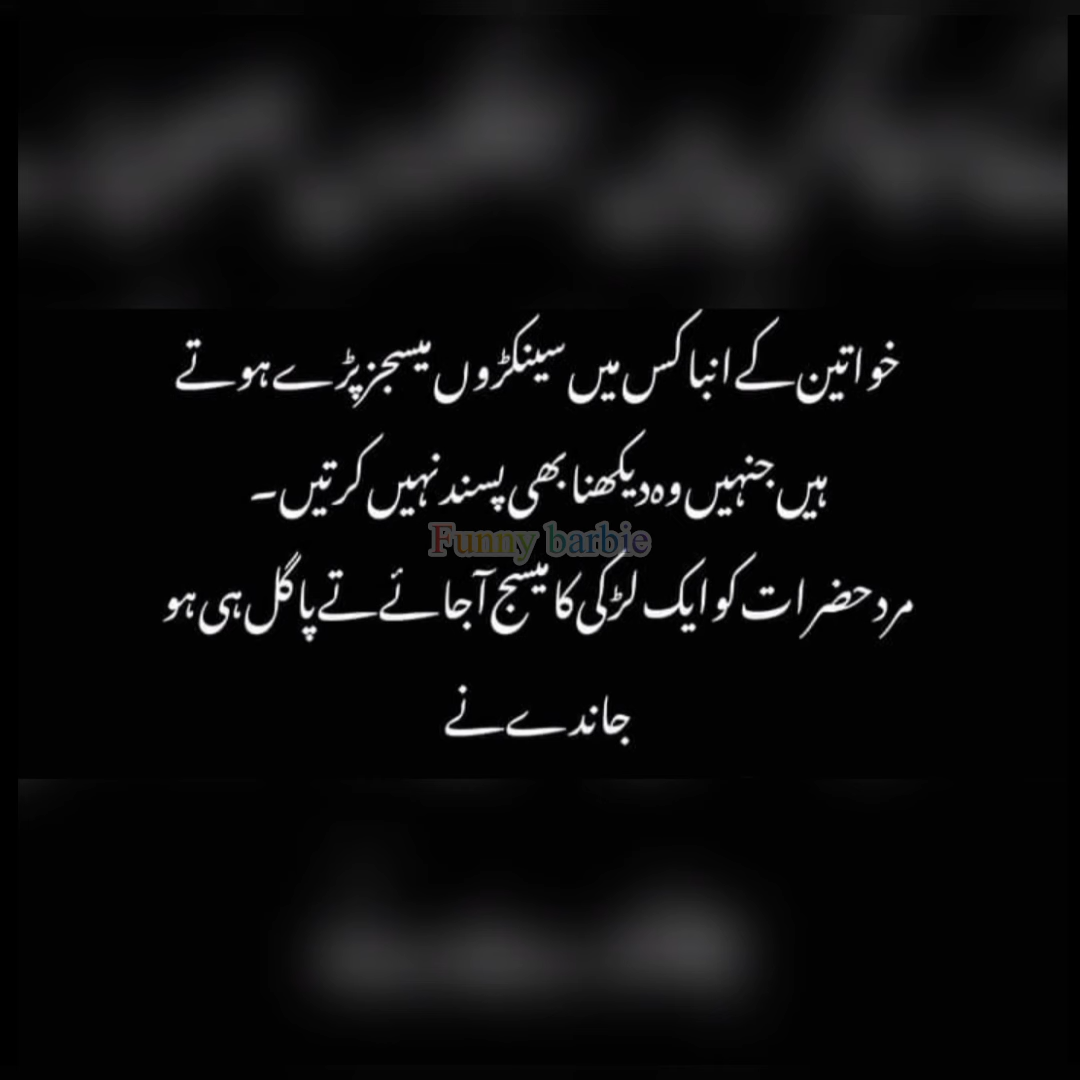 خواتین کے انباکس میں سینکڑوں میسجز پڑے ہوتے
ہیں جنہیں وہ دیکھنا بھی پسند نہیں کرتیں۔
Funny barbie
مرد حضرات کو ایک لڑکی کا میسج آجائے تے پاگل ہی ہو
جاندے نے